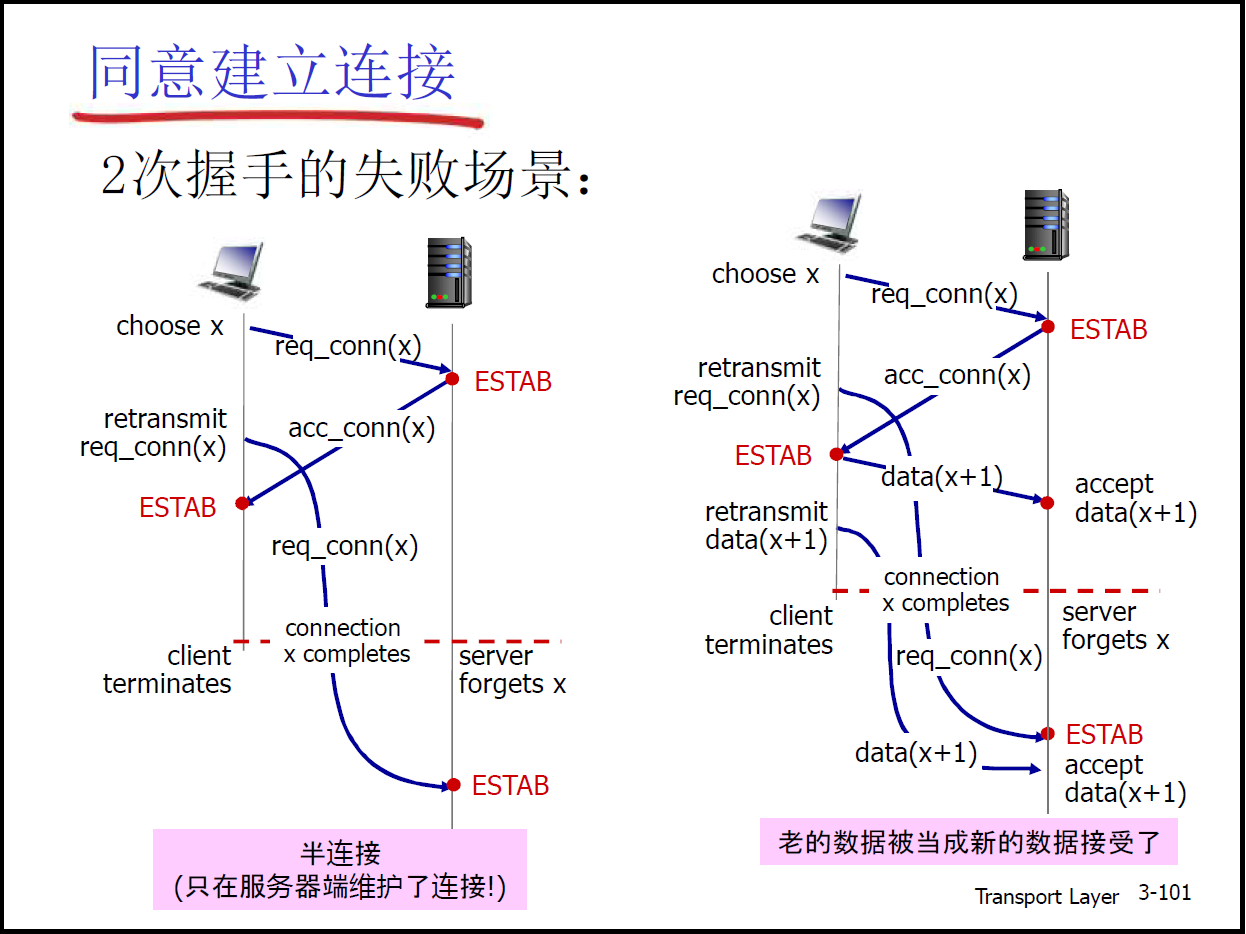 同意建立连接
2次握手的失败场景：
choose x
req_conn(x)
ESTAB
retransmit
req_conn(x)
acc_conn(x)
ESTAB
req_conn(x)
connection
x completes
client
terminates
server
forgets x
ESTAB
半连接
(只在服务器端维护了连接!)
choose x
req_conn(x)
ESTAB
retransmit
req_conn(x)
acc_conn(x)
ESTAB
data(x+1)
accept
data(x+1)
retransmit
data(x+1)
connection
x completes
client
terminates
server
forgets x
req_conn(x)
ESTAB
data(x+1)
accept
data(x+1)
老的数据被当成新的数据接受了
Transport Layer 3-101